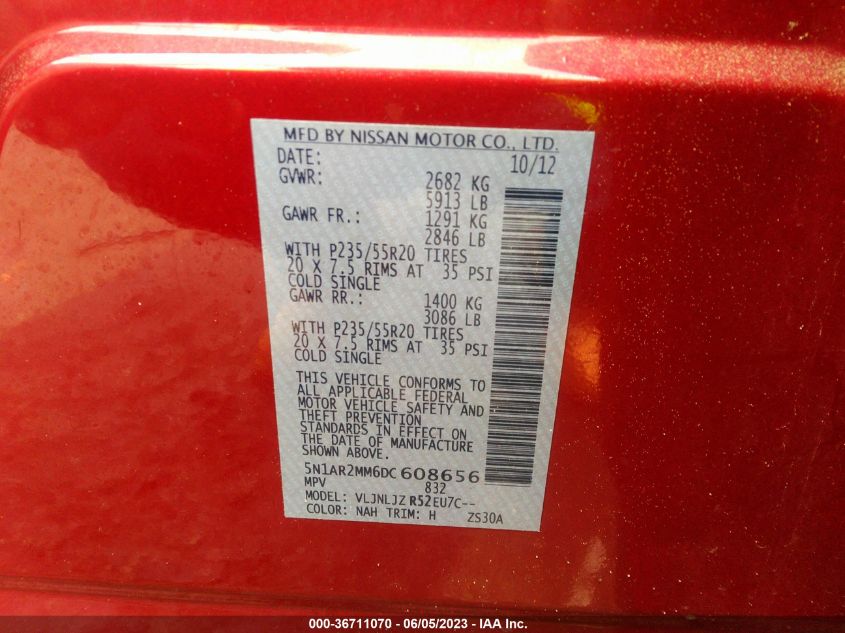 MFD BY NISSAN MOTOR CO., LTD.
DATE: 10/12
GVWR: 2682 KG
5913 LB
GAWR FR.: 1291 KG
2846 LB
WITH P235/55R20 TIRES
20 X 7.5 RIMS AT 35 PSI
COLD SINGLE
GAWR RR.: 1400 KG
3086 LB
WITH P235/55R20 TIRES
20 X 7.5 RIMS AT 35 PSI
COLD SINGLE
THIS VEHICLE CONFORMS TO
ALL APPLICABLE FEDERAL
MOTOR VEHICLE SAFETY AND
THEFT PREVENTION
STANDARDS IN EFFECT ON
THE DATE OF MANUFACTURE
SHOWN ABOVE.
5N1AR2MM6DC608656
MPV 832
MODEL: VLJNLJZ R52EU7C--
COLOR: NAH TRIM: H ZS30A
000-36711070 - 06/05/2023 - IAA Inc.